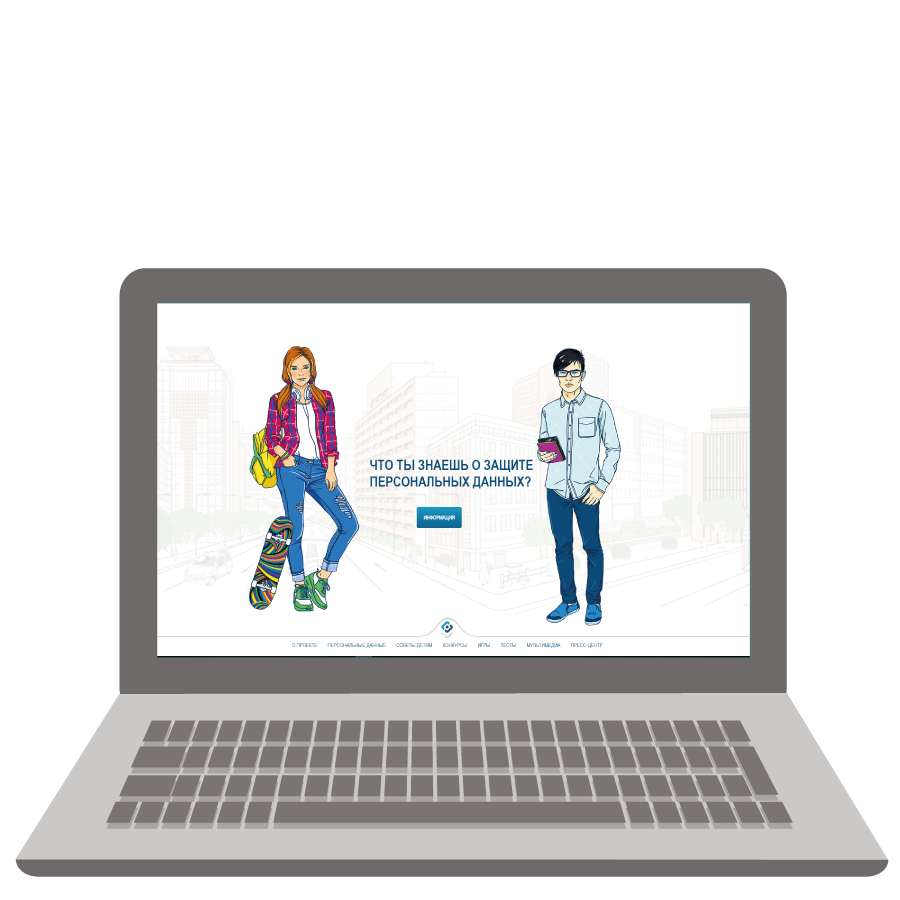 ЧТО ТЫ ЗНАЕШЬ О ЗАЩИТЕ
ПЕРСОНАЛЬНЫХ ДАННЫХ?
ИНФОРМАЦИЯ
О ПРОЕКТЕ ПЕРСОНАЛЬНЫЕ ДАННЫЕ СОВЕТЫ ДЕТЯМ КОНКУРСЫ ИГРЫ ТЕСТЫ МУЛЬТИМЕДИА ПРЕСС-ЦЕНТР